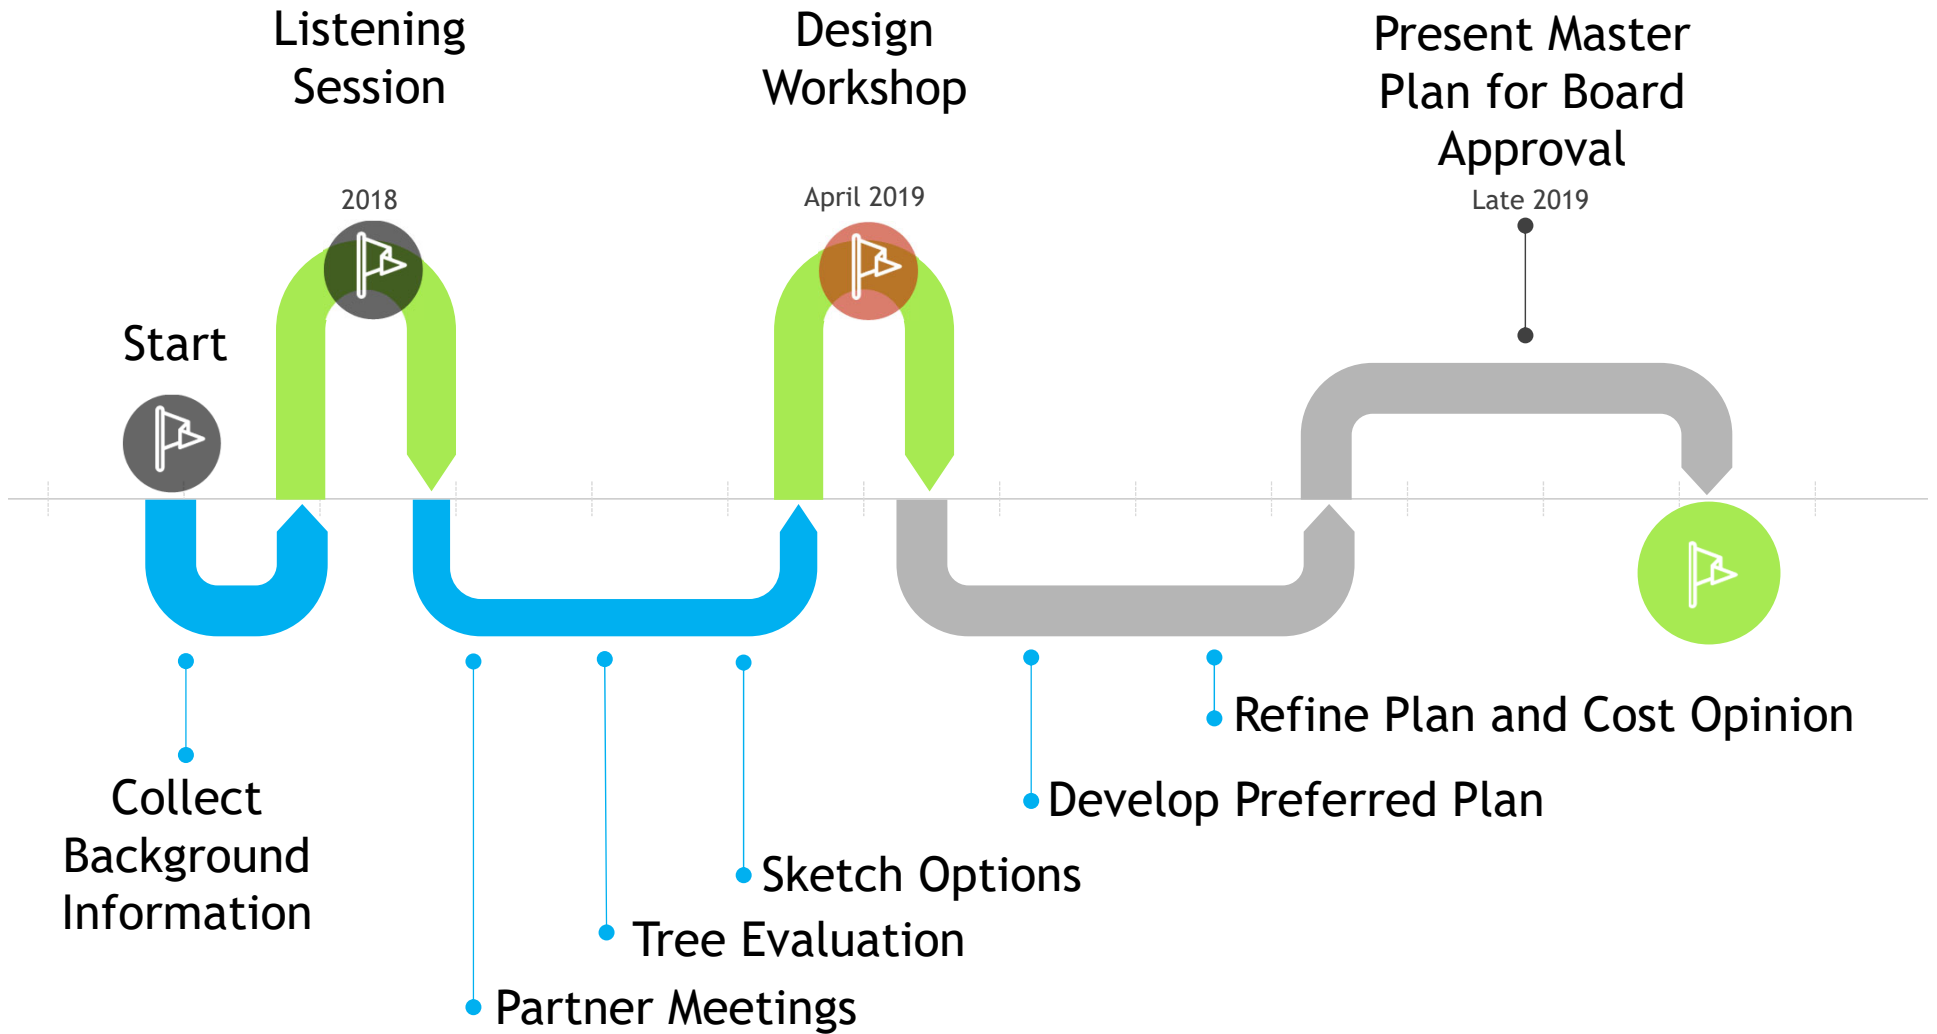 Listening
Session
2018
Design
Workshop
April 2019
Present Master
Plan for Board
Approval
Late 2019
Start
Collect
Background
Information
Partner Meetings
Tree Evaluation
Sketch Options
Develop Preferred Plan
Refine Plan and Cost Opinion